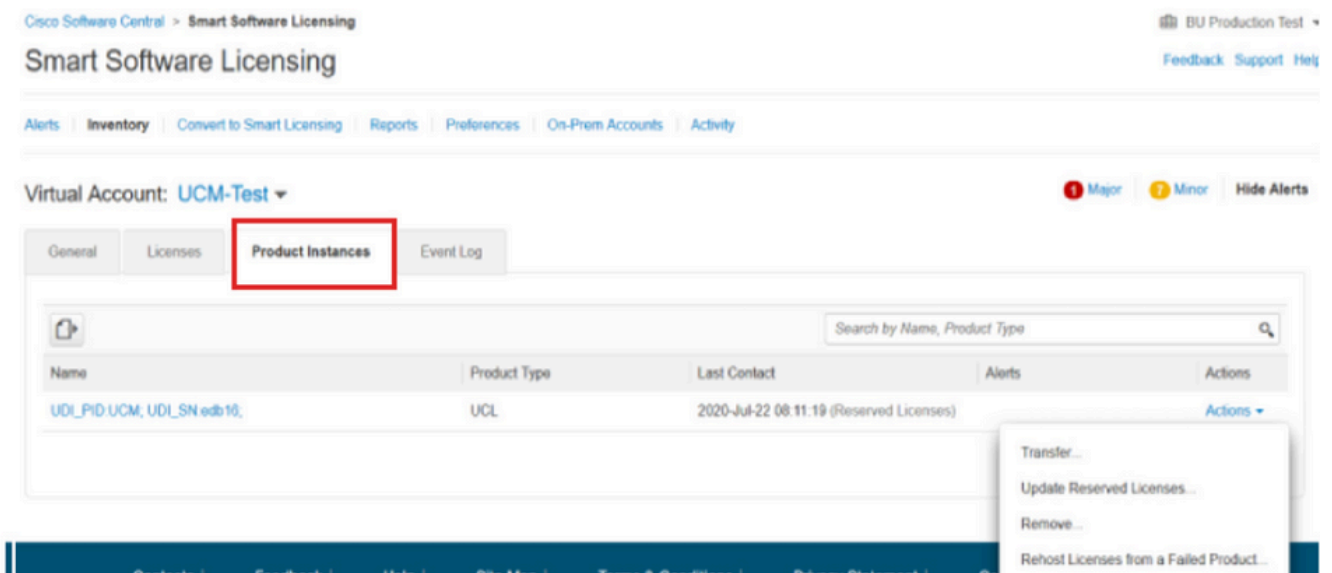 Cisco Software Central > Smart Software Licensing
BU Production Test
Smart Software Licensing
Feedback Support Help
Alerts | Inventory | Convert to Smart Licensing | Reports | Preferences | On-Prem Accounts | Activity
Virtual Account: UCM-Test
1 Major | 7 Minor | Hide Alerts
General
Licenses
Product Instances
Event Log
Search by Name, Product Type
Name
Product Type
Last Contact
Alerts
Actions
UDI_PID:UCM; UDI_SN:edb16;
UCL
2020-Jul-22 08:11:19 (Reserved Licenses)
Actions
Transfer...
Update Reserved Licenses...
Remove...
Rehost Licenses from a Failed Product...